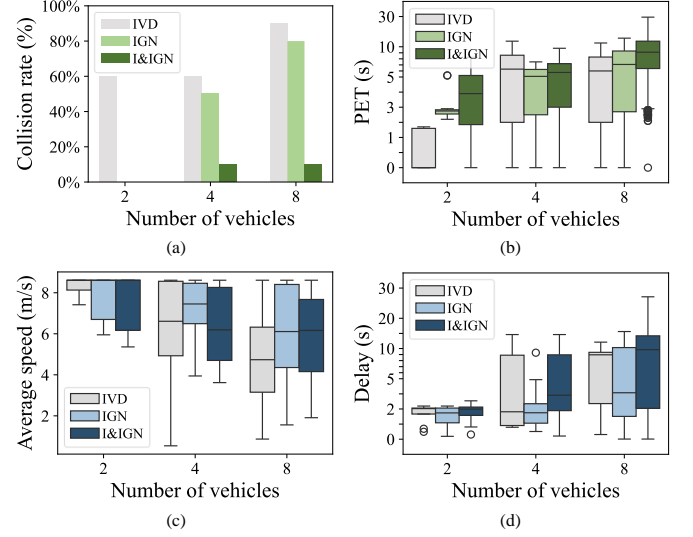 100%
80%
60%
40%
20%
0%
Collision rate (%)
IVD
IGN
I&IGN
2
4
8
Number of vehicles
(a)
30
10
5
3
1
0
PET (s)
IVD
IGN
I&IGN
2
4
8
Number of vehicles
(b)
8
6
4
2
Average speed (m/s)
IVD
IGN
I&IGN
2
4
8
Number of vehicles
(c)
30
20
10
5
2
0
Delay (s)
IVD
IGN
I&IGN
2
4
8
Number of vehicles
(d)